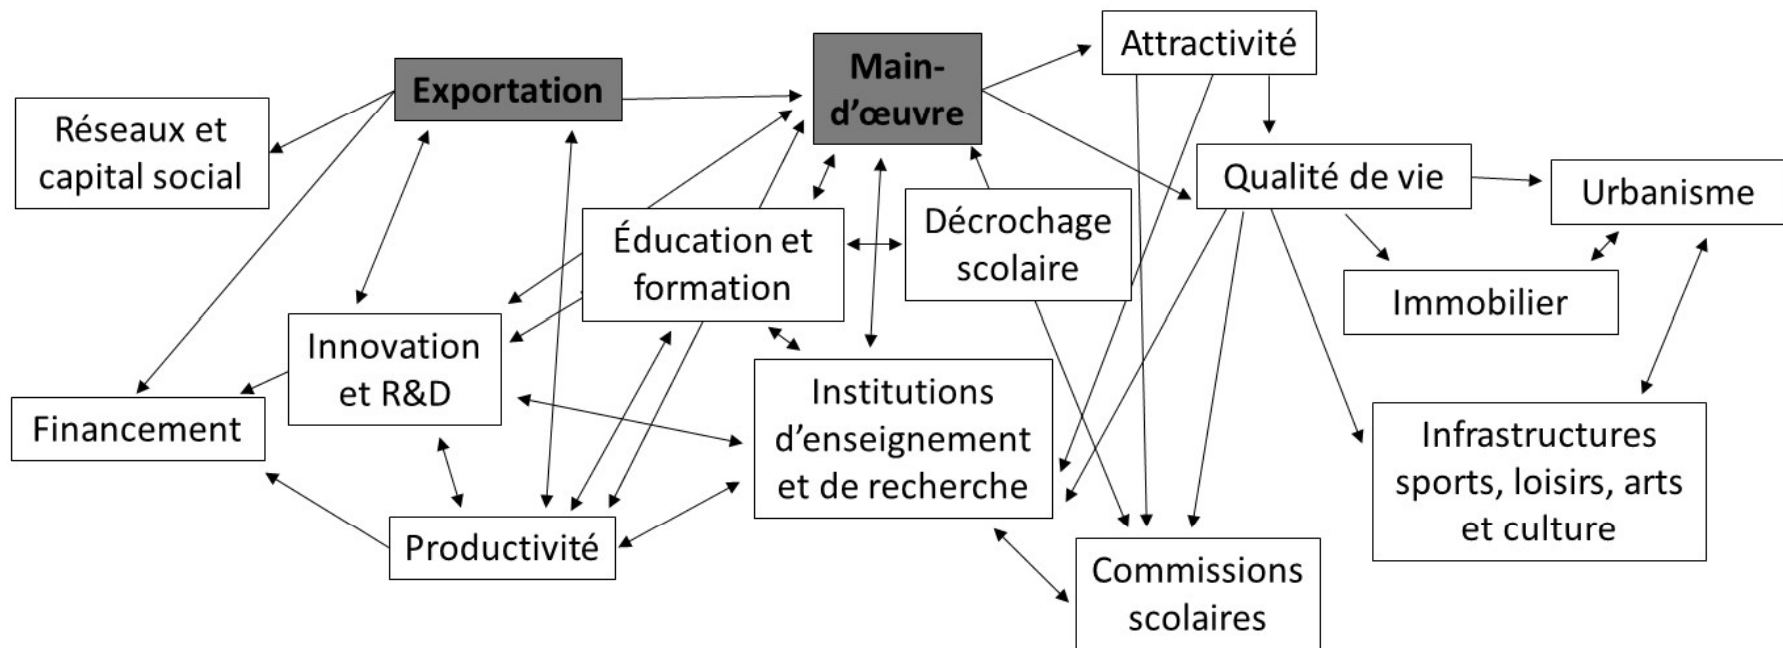 Attractivité
Main-
d'œuvre
Exportation
Réseaux et
capital social
Qualité de vie
Urbanisme
Éducation et
formation
Décrochage
scolaire
Immobilier
Innovation
et R&D
Financement
Institutions
d'enseignement
et de recherche
Infrastructures
sports, loisirs, arts
et culture
Productivité
Commissions
scolaires